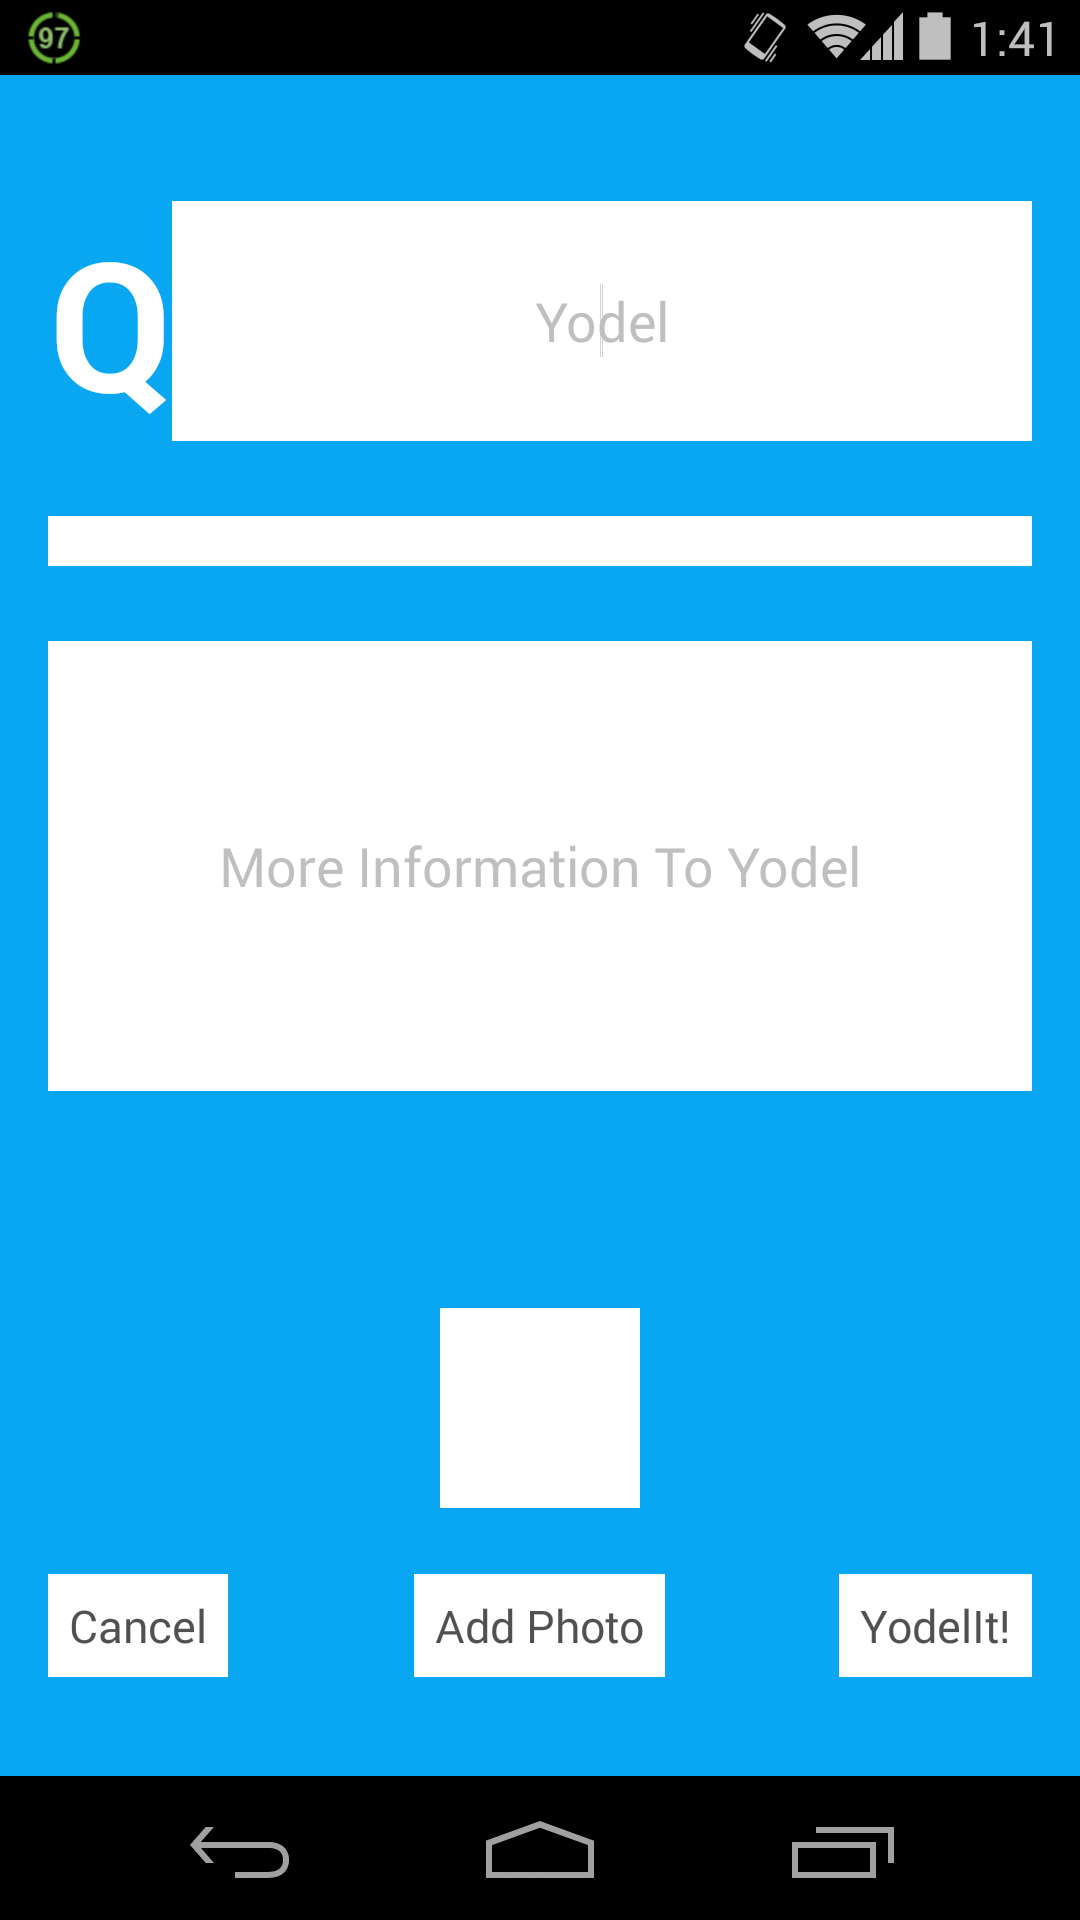 97
1:41
Q
Yodel
More Information To Yodel
Cancel
Add Photo
YodelIt!